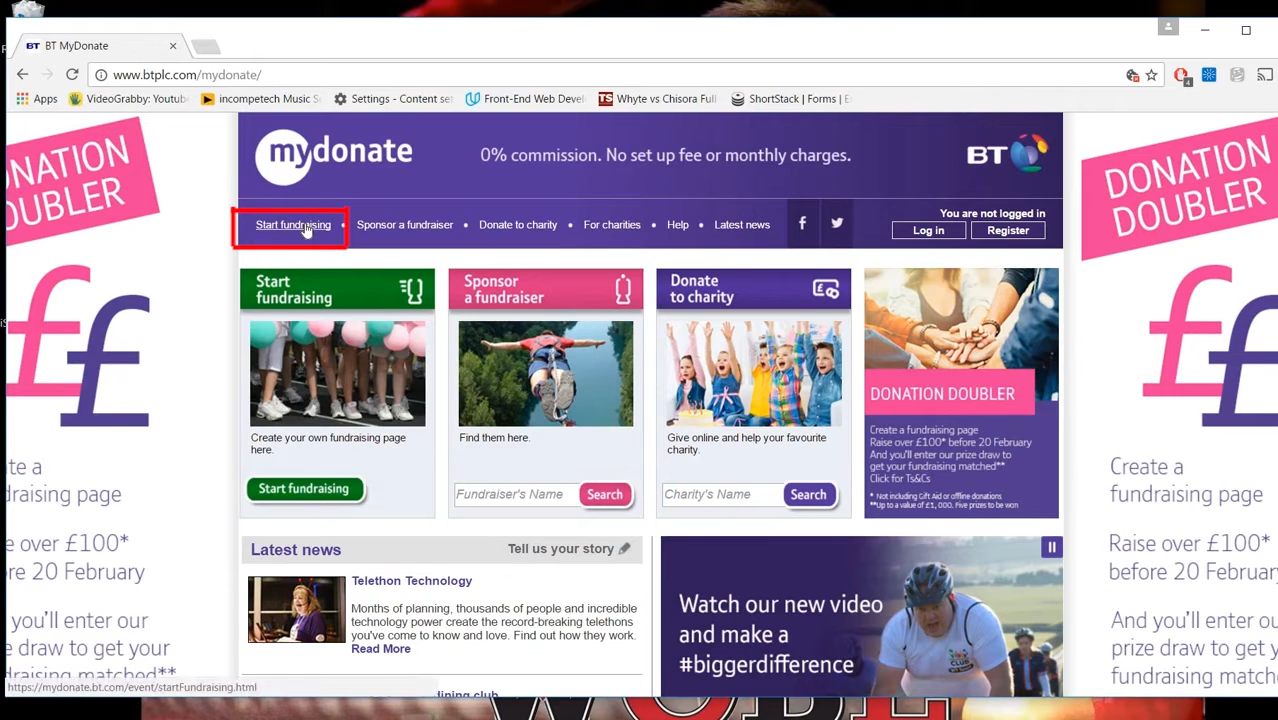 BT BT MyDonate
www.btplc.com/mydonate/
4
Apps VideoGrabby: Youtub incompetech Music S Settings - Content set Front-End Web Deve TS Whyte vs Chisora Full ShortStack | Forms | E
mydonate
0% commission. No set up fee or monthly charges.
BT
Start fundraising • Sponsor a fundraiser • Donate to charity • For charities • Help • Latest news
You are not logged in
Log in Register
Start
fundraising
Create your own fundraising page
here.
Start fundraising
Sponsor
a fundraiser
Find them here.
Fundraiser's Name Search
Donate
to charity
Give online and help your favourite
charity.
Charity's Name Search
DONATION DOUBLER
Create a fundraising page
Raise over £100* before 20 February
And you'll enter our prize draw to
get your fundraising matched**
Click for Ts&Cs
* Not including Gift Aid or offline donations
**Up to a value of £1, 000. Five prizes to be won
Latest news
Tell us your story
Telethon Technology
Months of planning, thousands of people and incredible
technology power create the record-breaking telethons
you've come to know and love. Find out how they work.
Read More
dining club
Watch our new video
and make a
#biggerdifference
NATION
OUBLER
££
te a
draising page
e over £100*
re 20 February
you'll enter our
draw to get your
draising matched**
DONATION
DOUBLER
££
Create a
fundraising page
Raise over £100*
before 20 February
And you'll enter ou
prize draw to get y
fundraising matche
https://mydonate.bt.com/event/startFundraising.html